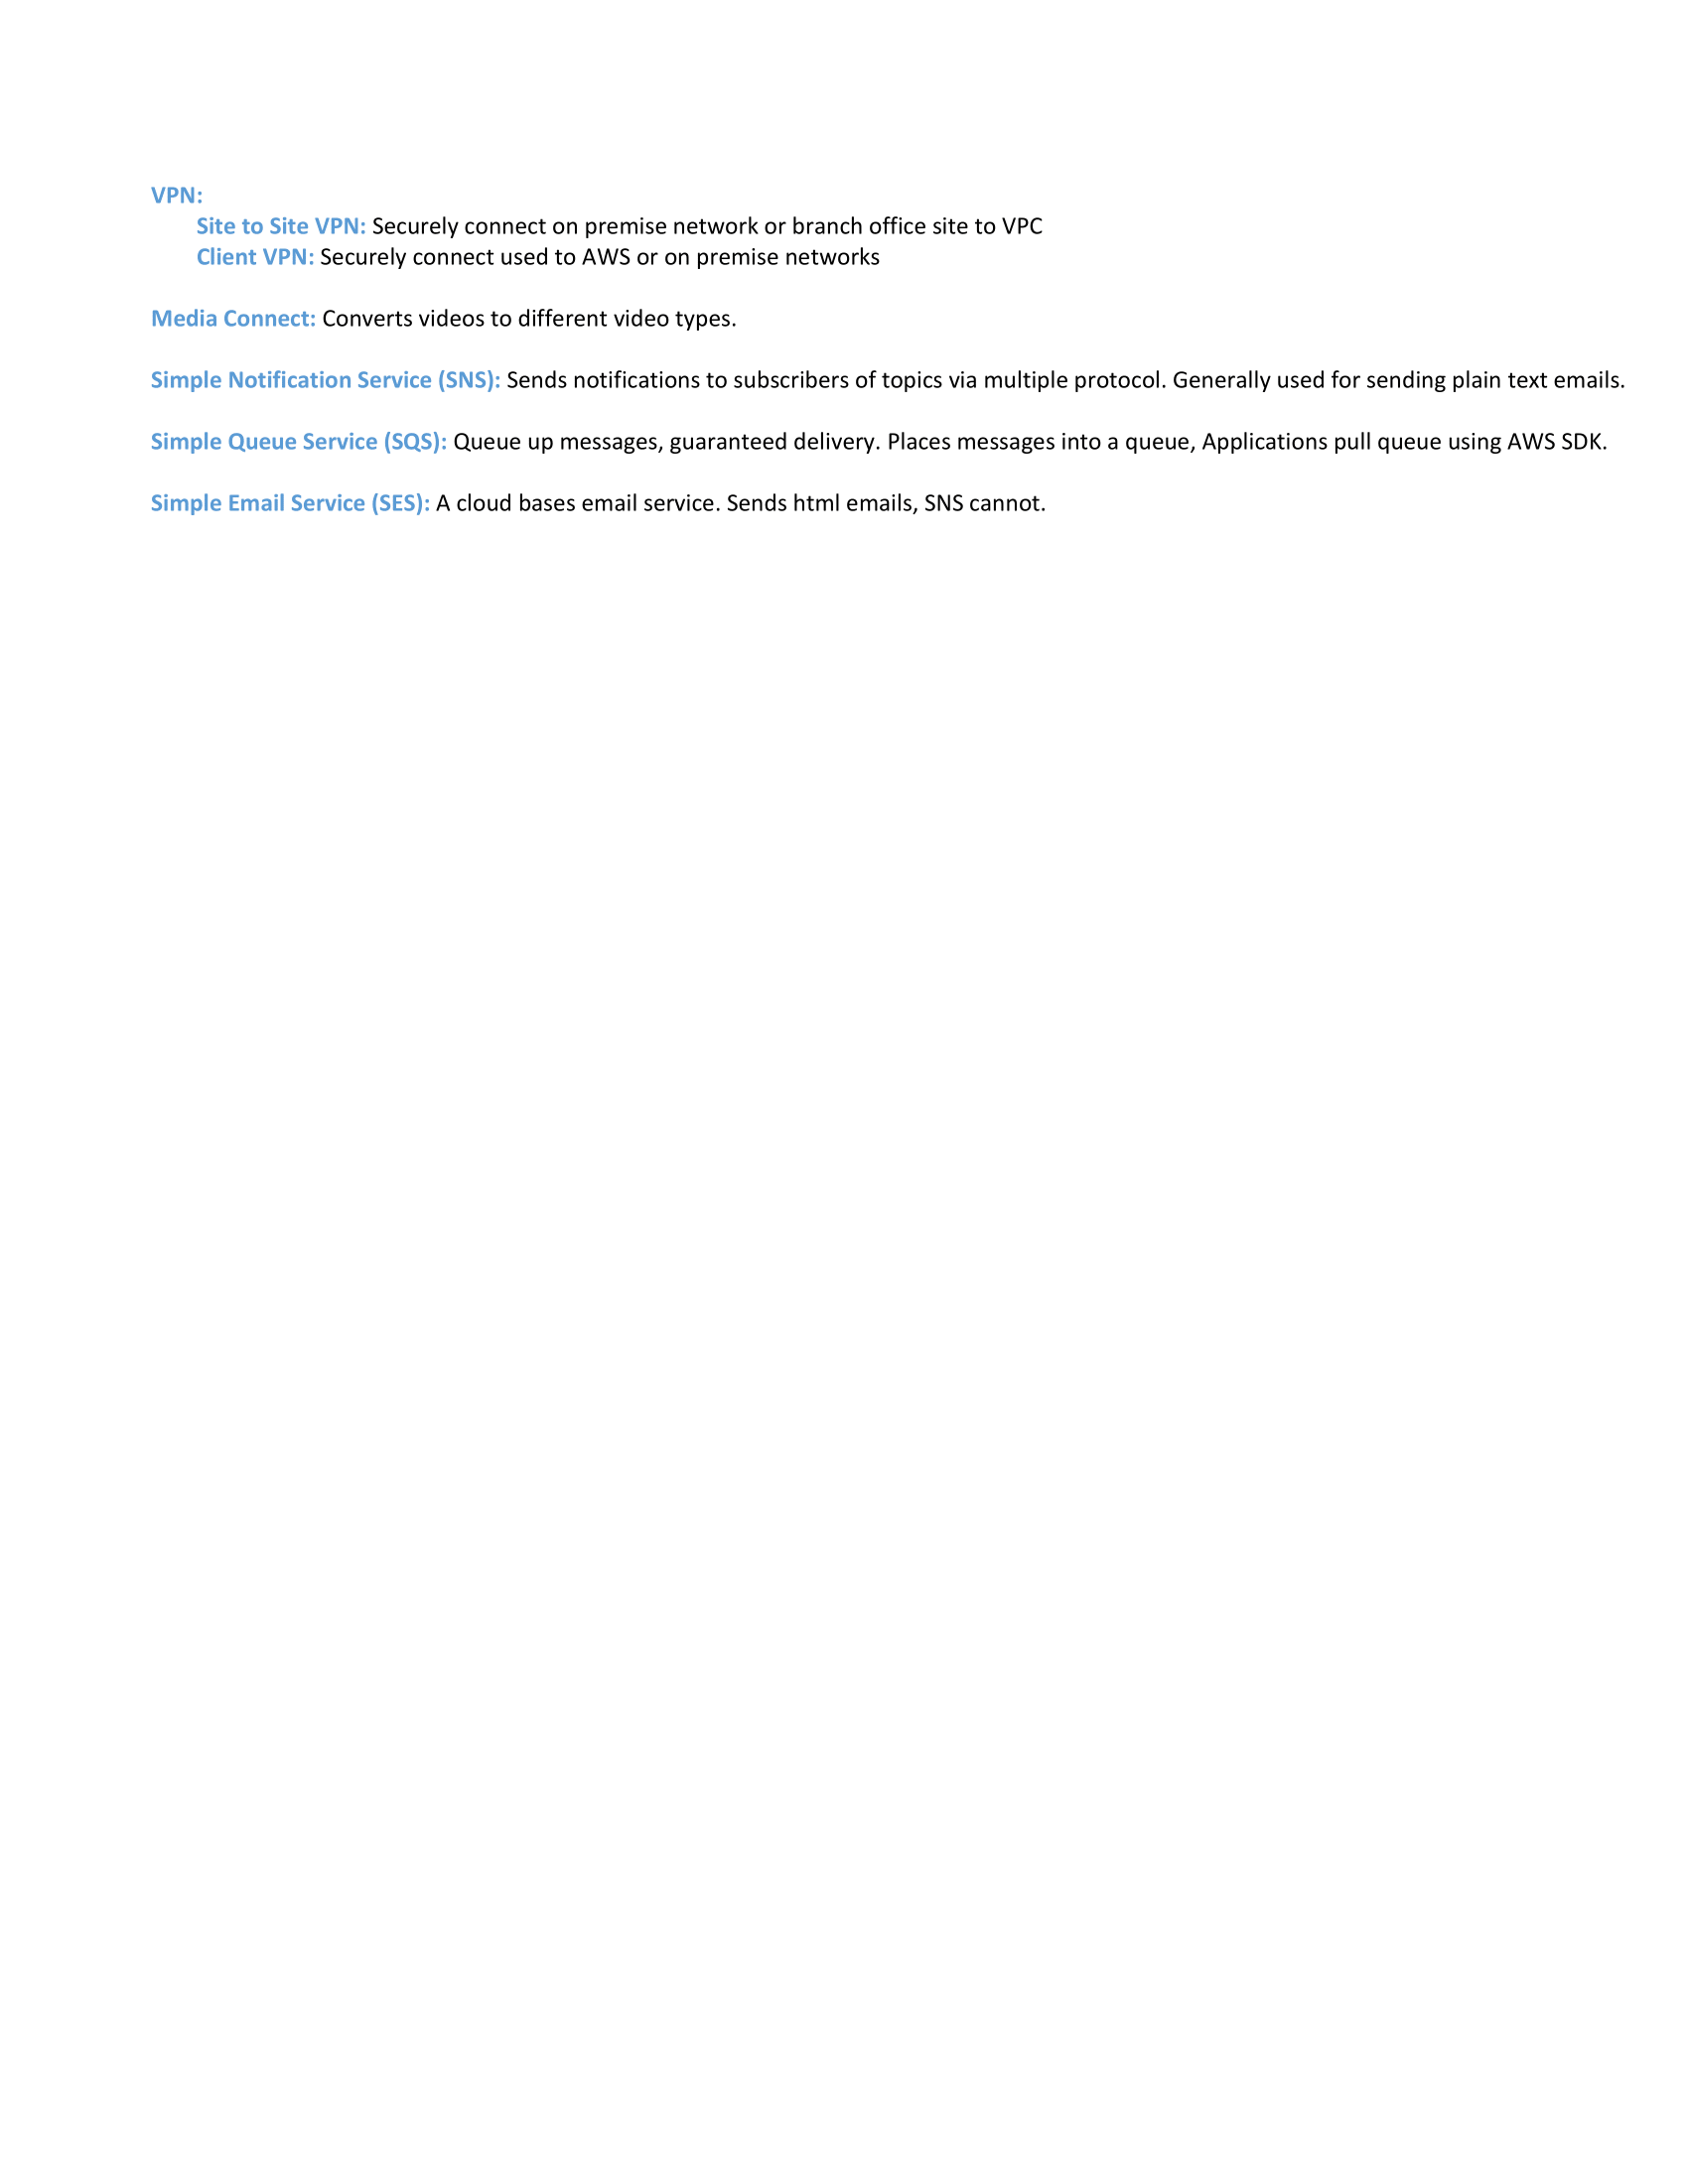 VPN:
Site to Site VPN: Securely connect on premise network or branch office site to VPC
Client VPN: Securely connect used to AWS or on premise networks
Media Connect: Converts videos to different video types.
Simple Notification Service (SNS): Sends notifications to subscribers of topics via multiple protocol. Generally used for sending plain text emails.
Simple Queue Service (SQS): Queue up messages, guaranteed delivery. Places messages into a queue, Applications pull queue using AWS SDK.
Simple Email Service (SES): A cloud bases email service. Sends html emails, SNS cannot.